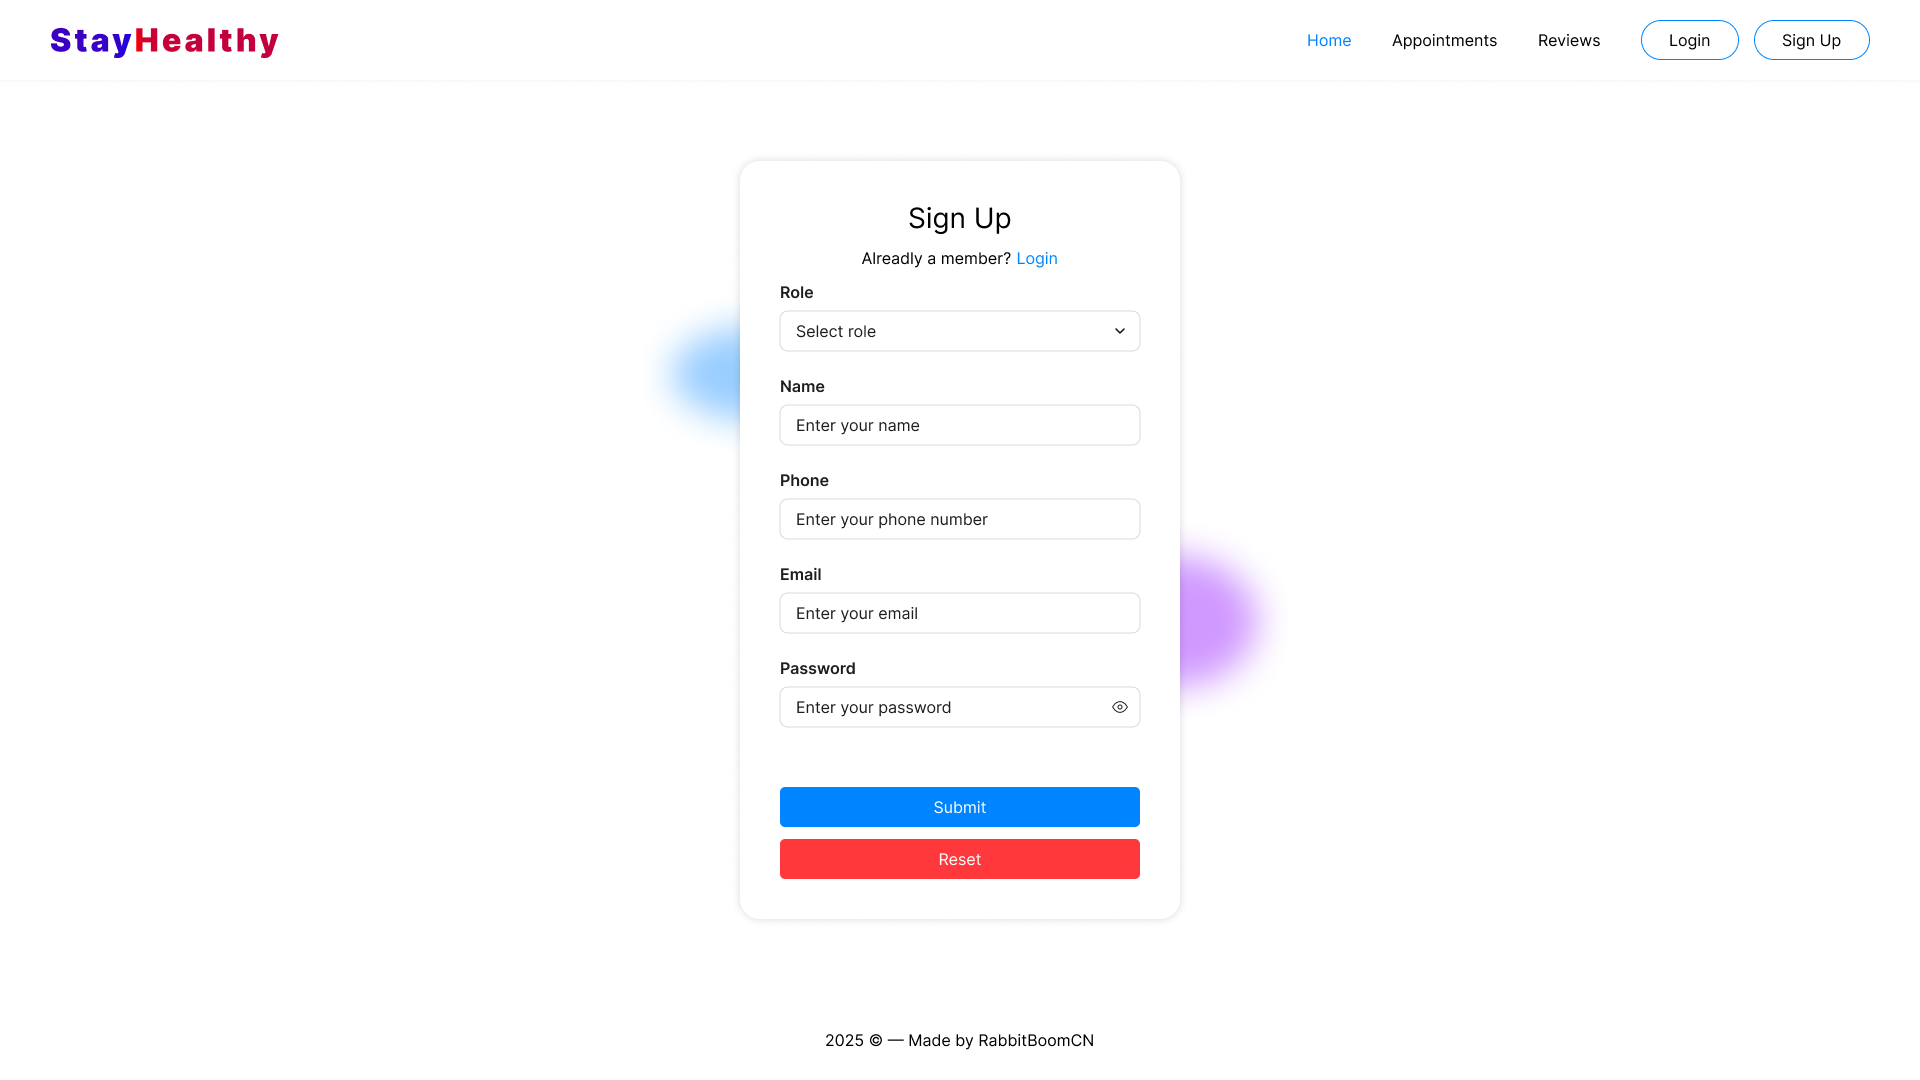 StayHealthy
Home Appointments Reviews Login Sign Up
Sign Up
Alreadly a member? Login
Role
Select role
Name
Enter your name
Phone
Enter your phone number
Email
Enter your email
Password
Enter your password
Submit
Reset
2025 © — Made by RabbitBoomCN